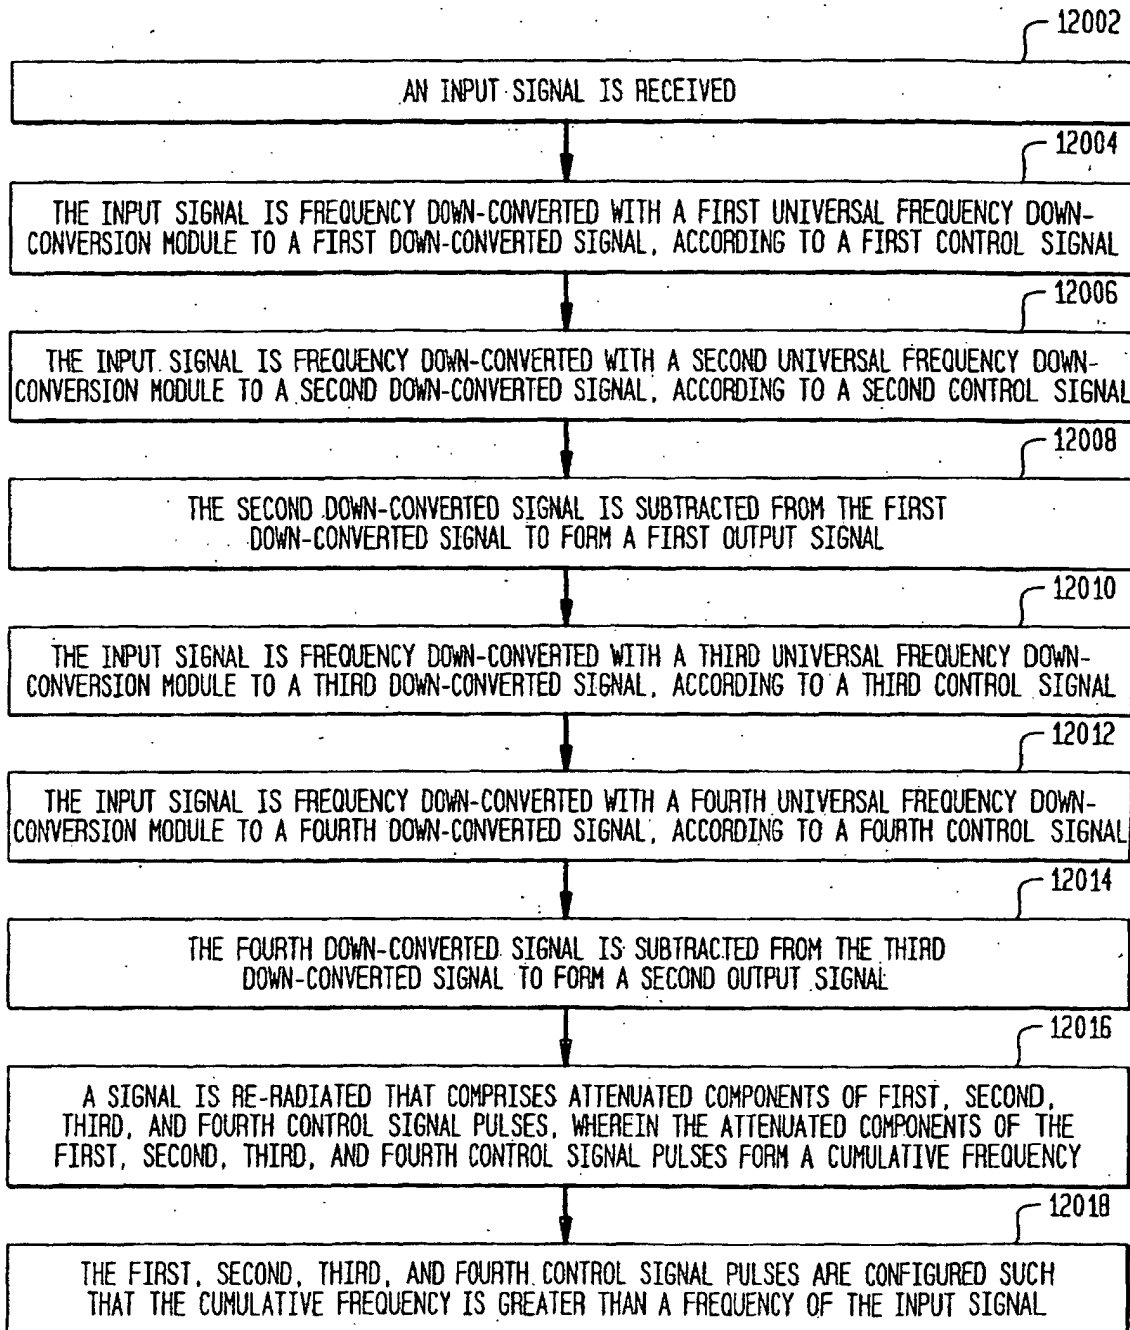 12002
AN INPUT SIGNAL IS RECEIVED
12004
THE INPUT SIGNAL IS FREQUENCY DOWN-CONVERTED WITH A FIRST UNIVERSAL FREQUENCY DOWN-
CONVERSION MODULE TO A FIRST DOWN-CONVERTED SIGNAL, ACCORDING TO A FIRST CONTROL SIGNAL
12006
THE INPUT SIGNAL IS FREQUENCY DOWN-CONVERTED WITH A SECOND UNIVERSAL FREQUENCY DOWN-
CONVERSION MODULE TO A SECOND DOWN-CONVERTED SIGNAL, ACCORDING TO A SECOND CONTROL SIGNAL
12008
THE SECOND DOWN-CONVERTED SIGNAL IS SUBTRACTED FROM THE FIRST
DOWN-CONVERTED SIGNAL TO FORM A FIRST OUTPUT SIGNAL
12010
THE INPUT SIGNAL IS FREQUENCY DOWN-CONVERTED WITH A THIRD UNIVERSAL FREQUENCY DOWN-
CONVERSION MODULE TO A THIRD DOWN-CONVERTED SIGNAL, ACCORDING TO A THIRD CONTROL SIGNAL
12012
THE INPUT SIGNAL IS FREQUENCY DOWN-CONVERTED WITH A FOURTH UNIVERSAL FREQUENCY DOWN-
CONVERSION MODULE TO A FOURTH DOWN-CONVERTED SIGNAL, ACCORDING TO A FOURTH CONTROL SIGNAL
12014
THE FOURTH DOWN-CONVERTED SIGNAL IS SUBTRACTED FROM THE THIRD
DOWN-CONVERTED SIGNAL TO FORM A SECOND OUTPUT SIGNAL
12016
A SIGNAL IS RE-RADIATED THAT COMPRISES ATTENUATED COMPONENTS OF FIRST, SECOND,
THIRD, AND FOURTH CONTROL SIGNAL PULSES, WHEREIN THE ATTENUATED COMPONENTS OF THE
FIRST, SECOND, THIRD, AND FOURTH CONTROL SIGNAL PULSES FORM A CUMULATIVE FREQUENCY
12018
THE FIRST, SECOND, THIRD, AND FOURTH CONTROL SIGNAL PULSES ARE CONFIGURED SUCH
THAT THE CUMULATIVE FREQUENCY IS GREATER THAN A FREQUENCY OF THE INPUT SIGNAL